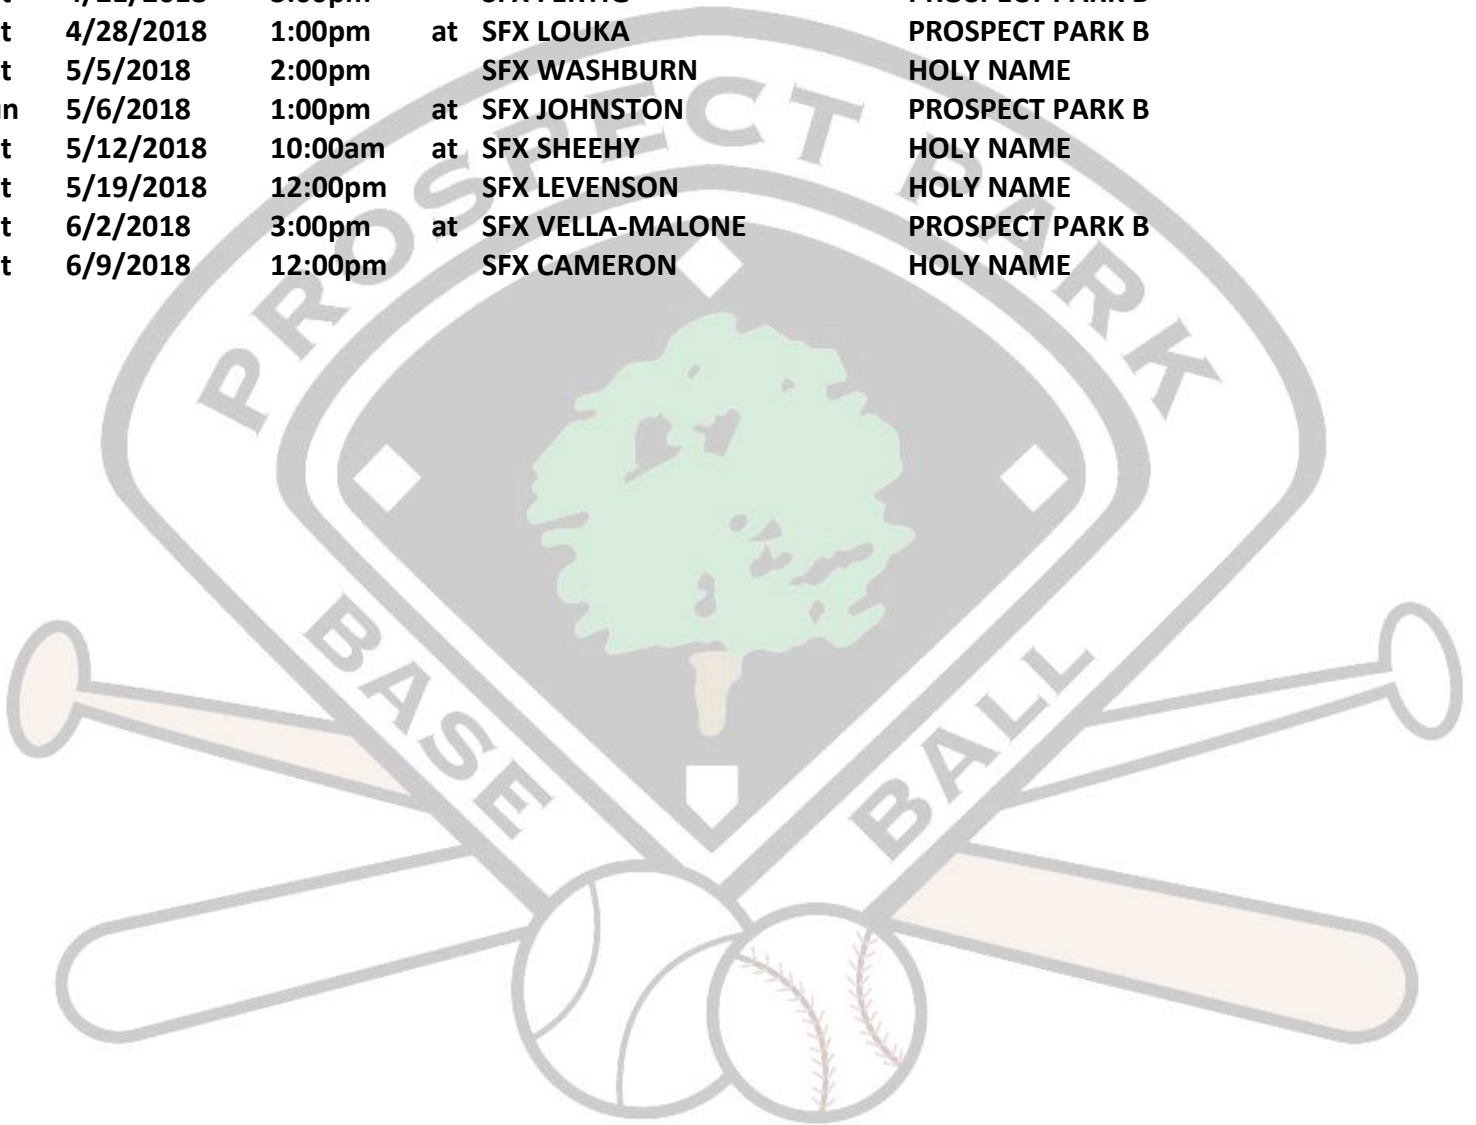 t 4/28/2018 1:00pm at SFX LOUKA PROSPECT PARK B
t 5/5/2018 2:00pm SFX WASHBURN HOLY NAME
n 5/6/2018 1:00pm at SFX JOHNSTON PROSPECT PARK B
t 5/12/2018 10:00am at SFX SHEEHY HOLY NAME
t 5/19/2018 12:00pm SFX LEVENSON HOLY NAME
t 6/2/2018 3:00pm at SFX VELLA-MALONE PROSPECT PARK B
t 6/9/2018 12:00pm SFX CAMERON HOLY NAME
PROSPECT PARK
BASE BALL